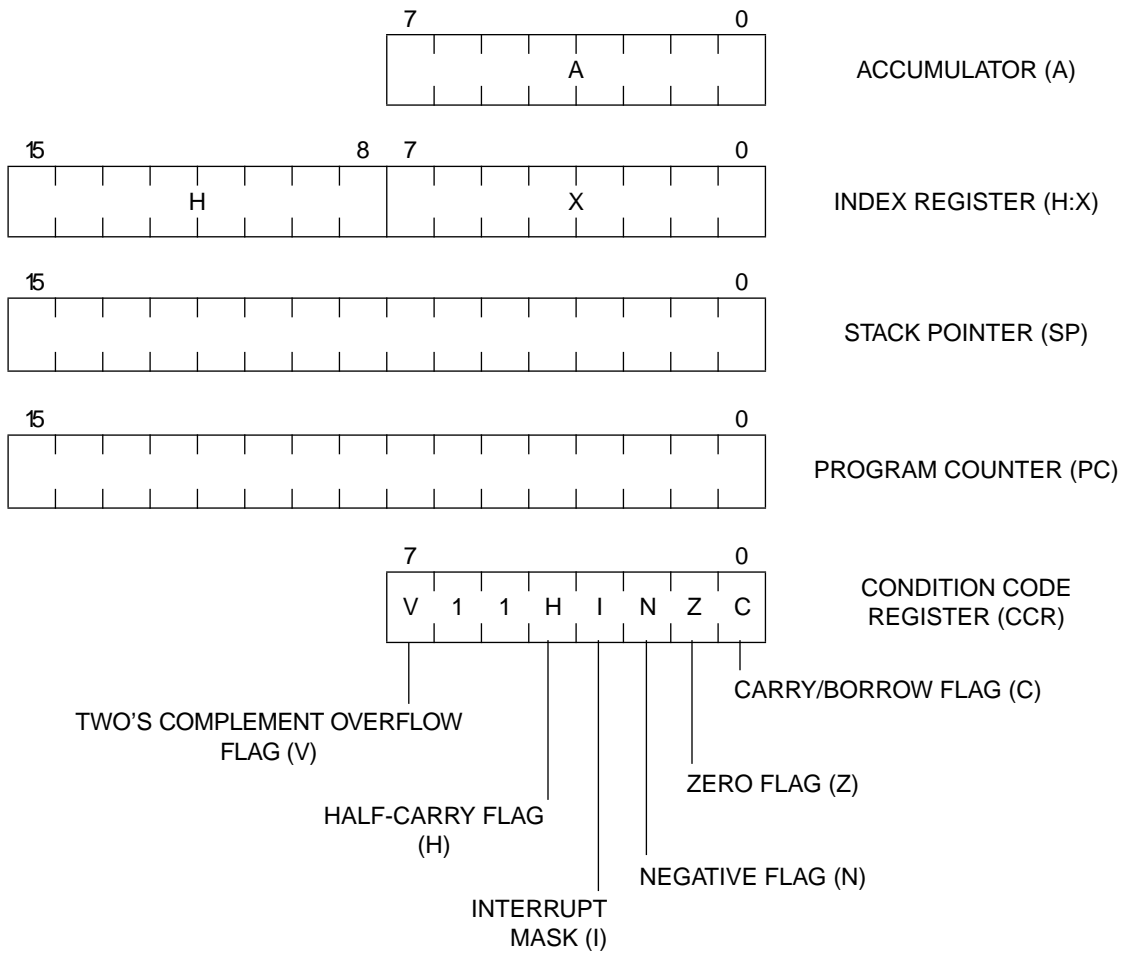 7 0
A
ACCUMULATOR (A)
15 8 7 0
H X
INDEX REGISTER (H:X)
15 0
STACK POINTER (SP)
15 0
PROGRAM COUNTER (PC)
7 0
V 1 1 H I N Z C
CONDITION CODE
REGISTER (CCR)
CARRY/BORROW FLAG (C)
TWO'S COMPLEMENT OVERFLOW
FLAG (V)
ZERO FLAG (Z)
HALF-CARRY FLAG
(H)
NEGATIVE FLAG (N)
INTERRUPT
MASK (I)